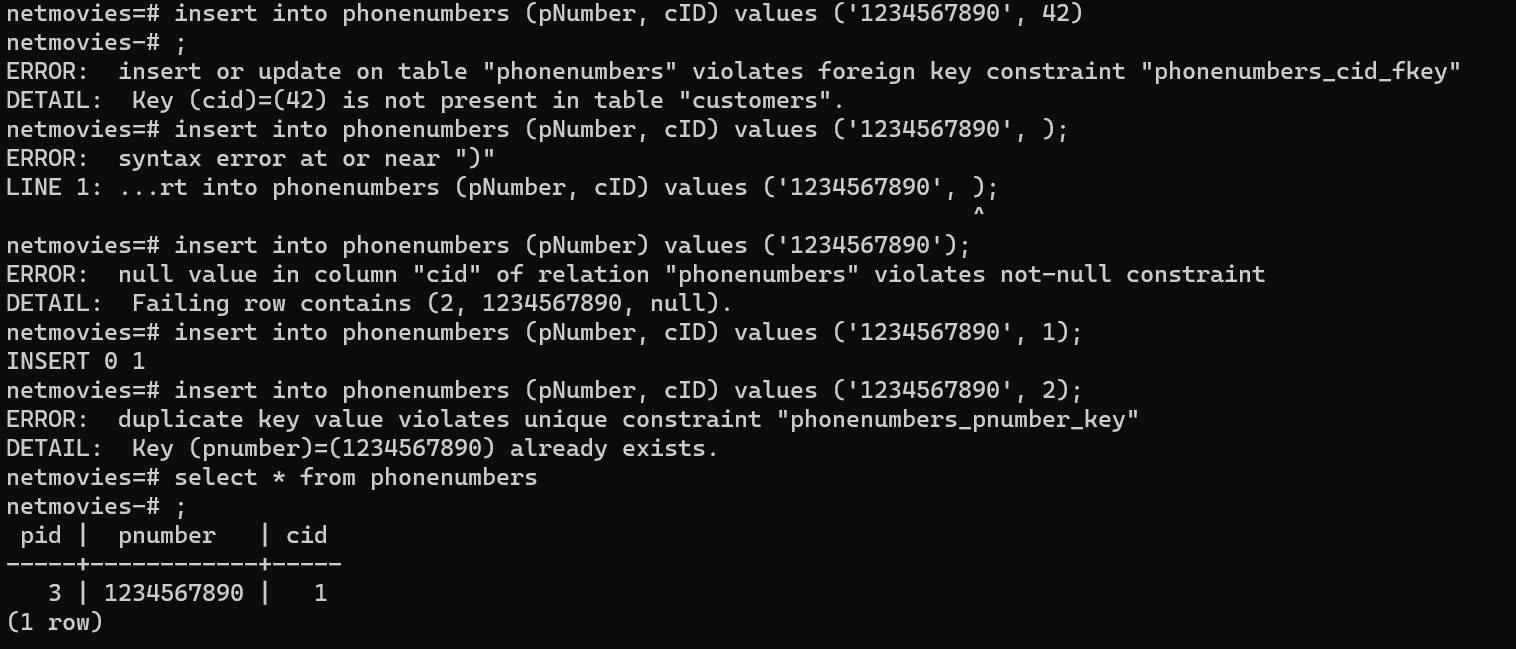 netmovies=# insert into phonenumbers (pNumber, cID) values ('1234567890', 42)
netmovies-# ;
ERROR:  insert or update on table "phonenumbers" violates foreign key constraint "phonenumbers_cid_fkey"
DETAIL:  Key (cid)=(42) is not present in table "customers".
netmovies=# insert into phonenumbers (pNumber, cID) values ('1234567890', );
ERROR:  syntax error at or near ")"
LINE 1: ...rt into phonenumbers (pNumber, cID) values ('1234567890', );
                                                                     ^
netmovies=# insert into phonenumbers (pNumber) values ('1234567890');
ERROR:  null value in column "cid" of relation "phonenumbers" violates not-null constraint
DETAIL:  Failing row contains (2, 1234567890, null).
netmovies=# insert into phonenumbers (pNumber, cID) values ('1234567890', 1);
INSERT 0 1
netmovies=# insert into phonenumbers (pNumber, cID) values ('1234567890', 2);
ERROR:  duplicate key value violates unique constraint "phonenumbers_pnumber_key"
DETAIL:  Key (pnumber)=(1234567890) already exists.
netmovies=# select * from phonenumbers
netmovies-# ;
 pid |  pnumber   | cid
-----+------------+-----
   3 | 1234567890 |   1
(1 row)